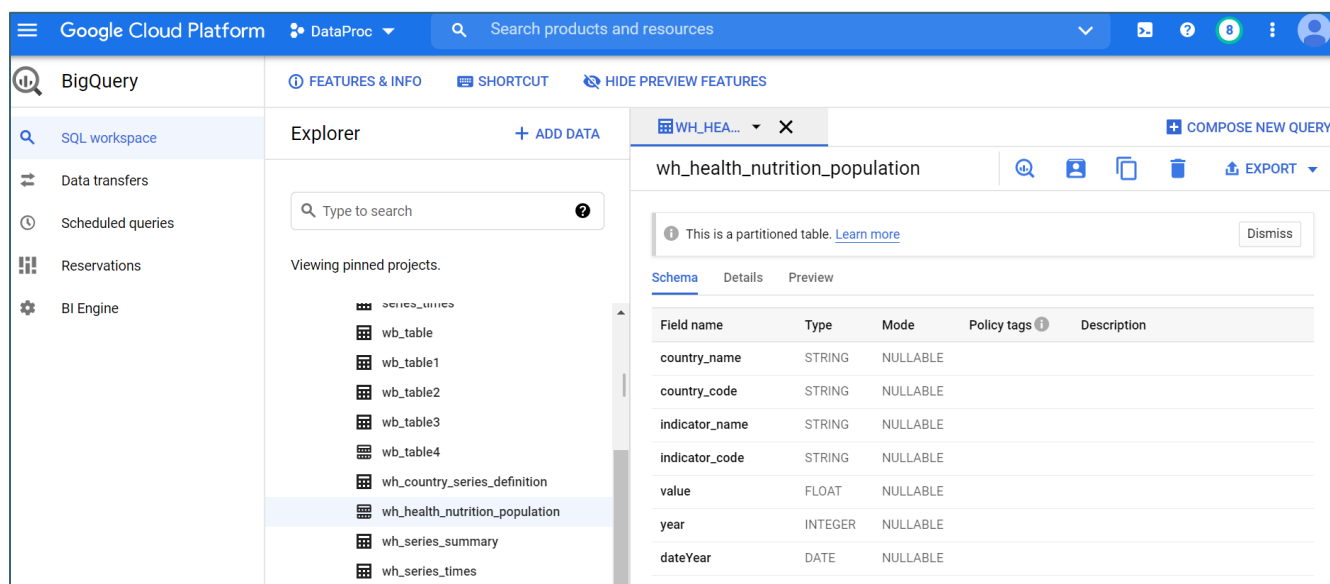 Google Cloud Platform DataProc Search products and resources 8
BigQuery
FEATURES & INFO SHORTCUT HIDE PREVIEW FEATURES
SQL workspace
Data transfers
Scheduled queries
Reservations
BI Engine
Explorer
ADD DATA
Type to search
Viewing pinned projects.
series_times
wb_table
wb_table1
wb_table2
wb_table3
wb_table4
wh_country_series_definition
wh_health_nutrition_population
wh_series_summary
wh_series_times
WH_HEA...
COMPOSE NEW QUERY
wh_health_nutrition_population
EXPORT
This is a partitioned table. Learn more
Dismiss
Schema Details Preview
Field name Type Mode Policy tags Description
country_name STRING NULLABLE
country_code STRING NULLABLE
indicator_name STRING NULLABLE
indicator_code STRING NULLABLE
value FLOAT NULLABLE
year INTEGER NULLABLE
dateYear DATE NULLABLE